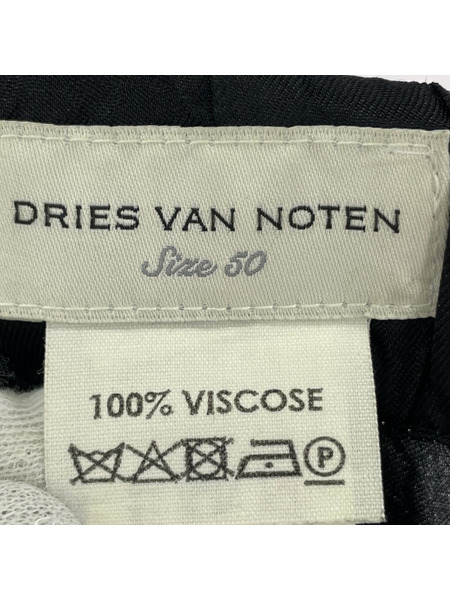 DRIES VAN NOTEN
Size 50
100% VISCOSE
P